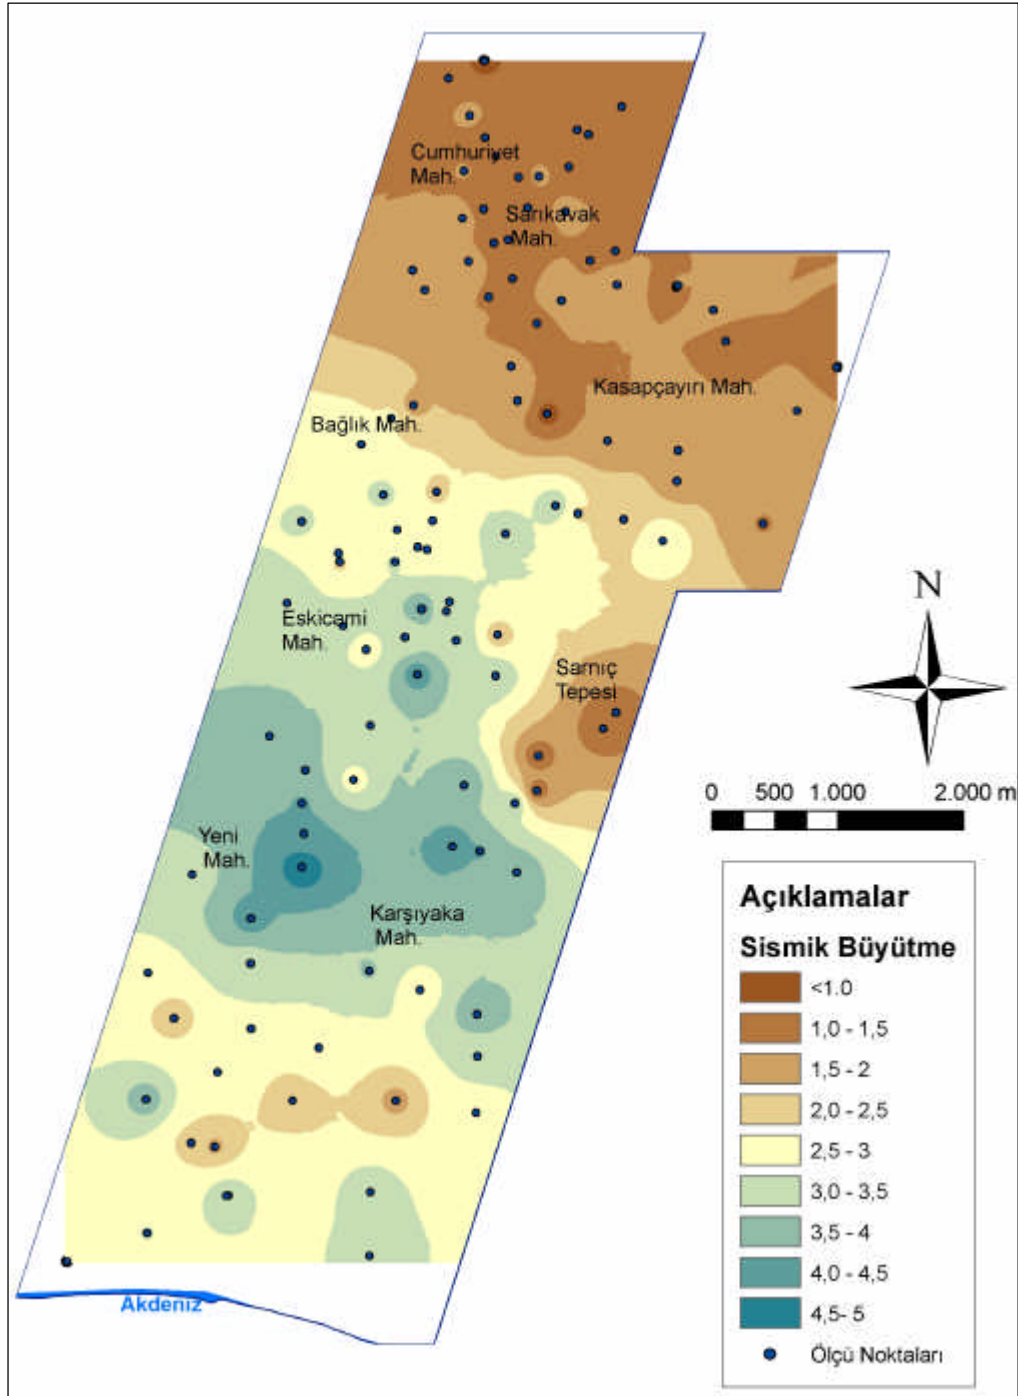 Cumhuriyet
Mah.
Sarıkavak
Mah.
Kasapçayırı Mah.
Bağlık Mah.
Eskicami
Mah.
Sarnıç
Tepesi
Yeni
Mah.
Karşıyaka
Mah.
Akdeniz
N
0 500 1.000 2.000 m
Açıklamalar
Sismik Büyütme
<1.0
1,0 - 1,5
1,5 - 2
2,0 - 2,5
2,5 - 3
3,0 - 3,5
3,5 - 4
4,0 - 4,5
4,5- 5
Ölçü Noktaları